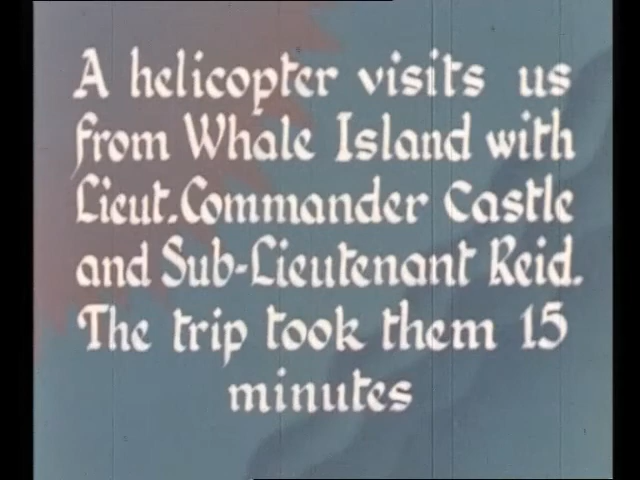 A helicopter visits us
from Whale Island with
Lieut. Commander Castle
and Sub-Lieutenant Reid.
The trip took them 15
minutes